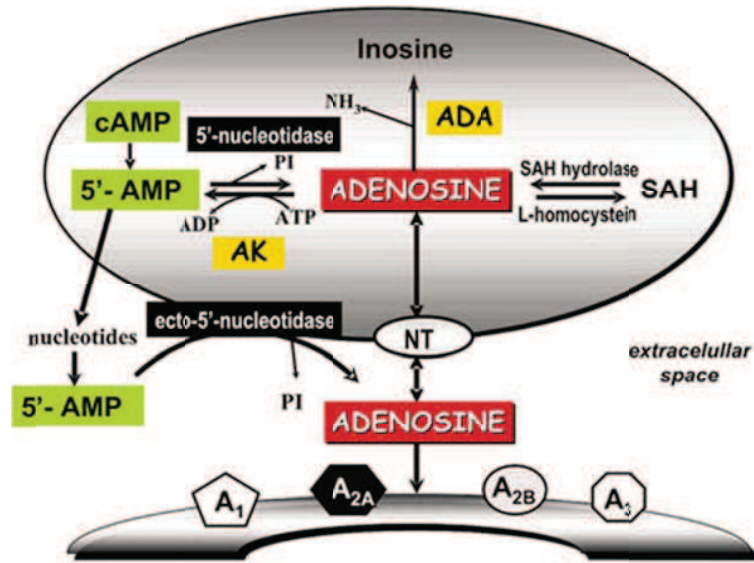 Inosine
NH3
ADA
cAMP
5'-nucleotidase
PI
5'- AMP
ADENOSINE
SAH hydrolase
SAH
L-homocystein
ADP
ATP
AK
ecto-5'-nucleotidase
nucleotides
NT
extracelullar
space
5'- AMP
PI
ADENOSINE
A1
A2A
A2B
A3